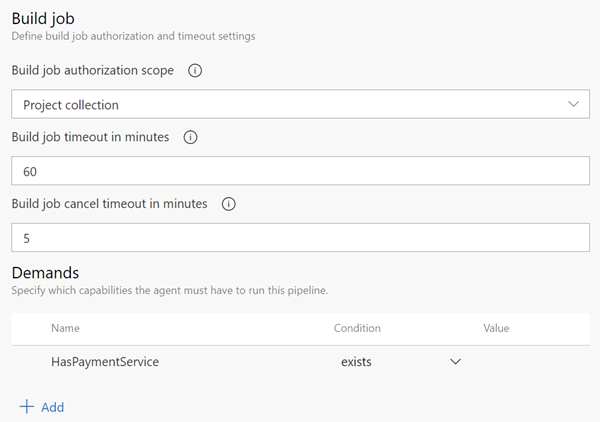 Build job
Define build job authorization and timeout settings
Build job authorization scope
Project collection
Build job timeout in minutes
60
Build job cancel timeout in minutes
5
Demands
Specify which capabilities the agent must have to run this pipeline.
Name Condition Value
HasPaymentService exists
Add